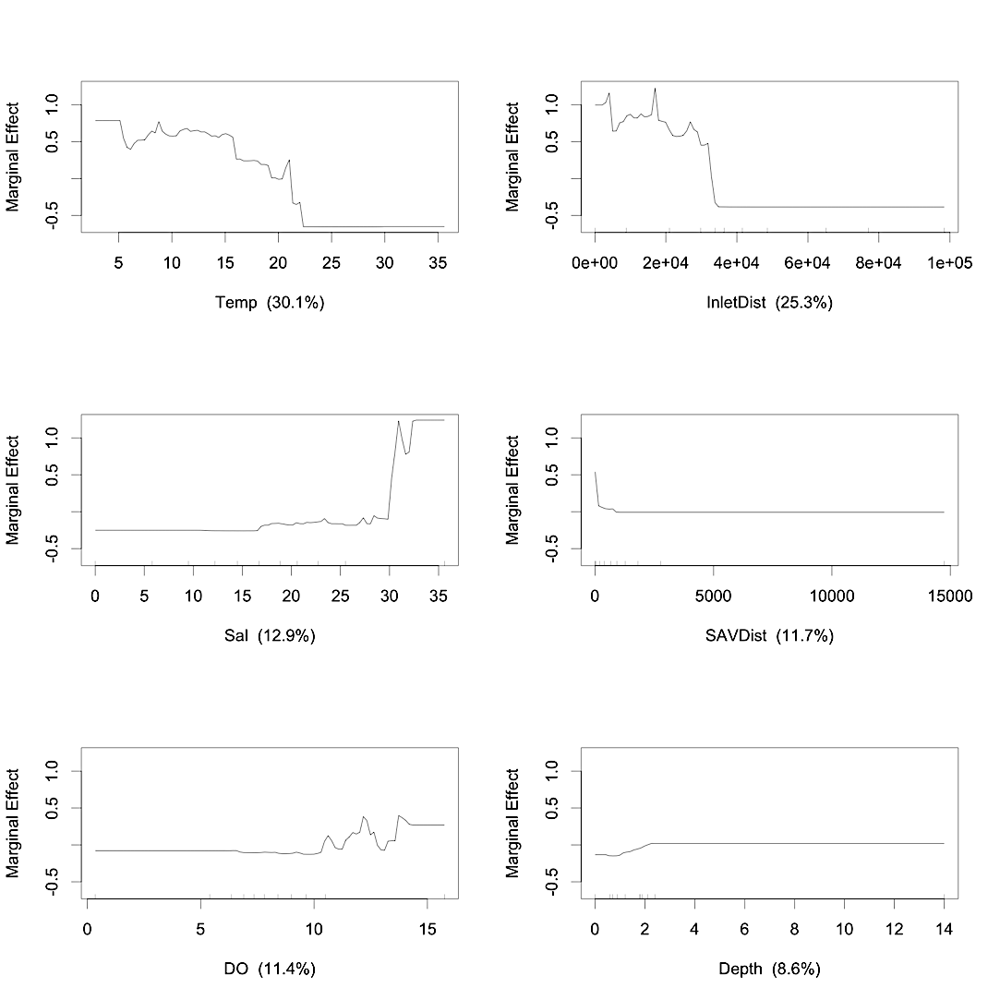 Marginal Effect
1.0
0.5
-0.5
5 10 15 20 25 30 35
Temp (30.1%)
Marginal Effect
1.0
0.5
-0.5
0e+00 2e+04 4e+04 6e+04 8e+04 1e+05
InletDist (25.3%)
Marginal Effect
1.0
0.5
-0.5
0 5 10 15 20 25 30 35
Sal (12.9%)
Marginal Effect
1.0
0.5
-0.5
0 5000 10000 15000
SAVDist (11.7%)
Marginal Effect
1.0
0.5
-0.5
0 5 10 15
DO (11.4%)
Marginal Effect
1.0
0.5
-0.5
0 2 4 6 8 10 12 14
Depth (8.6%)